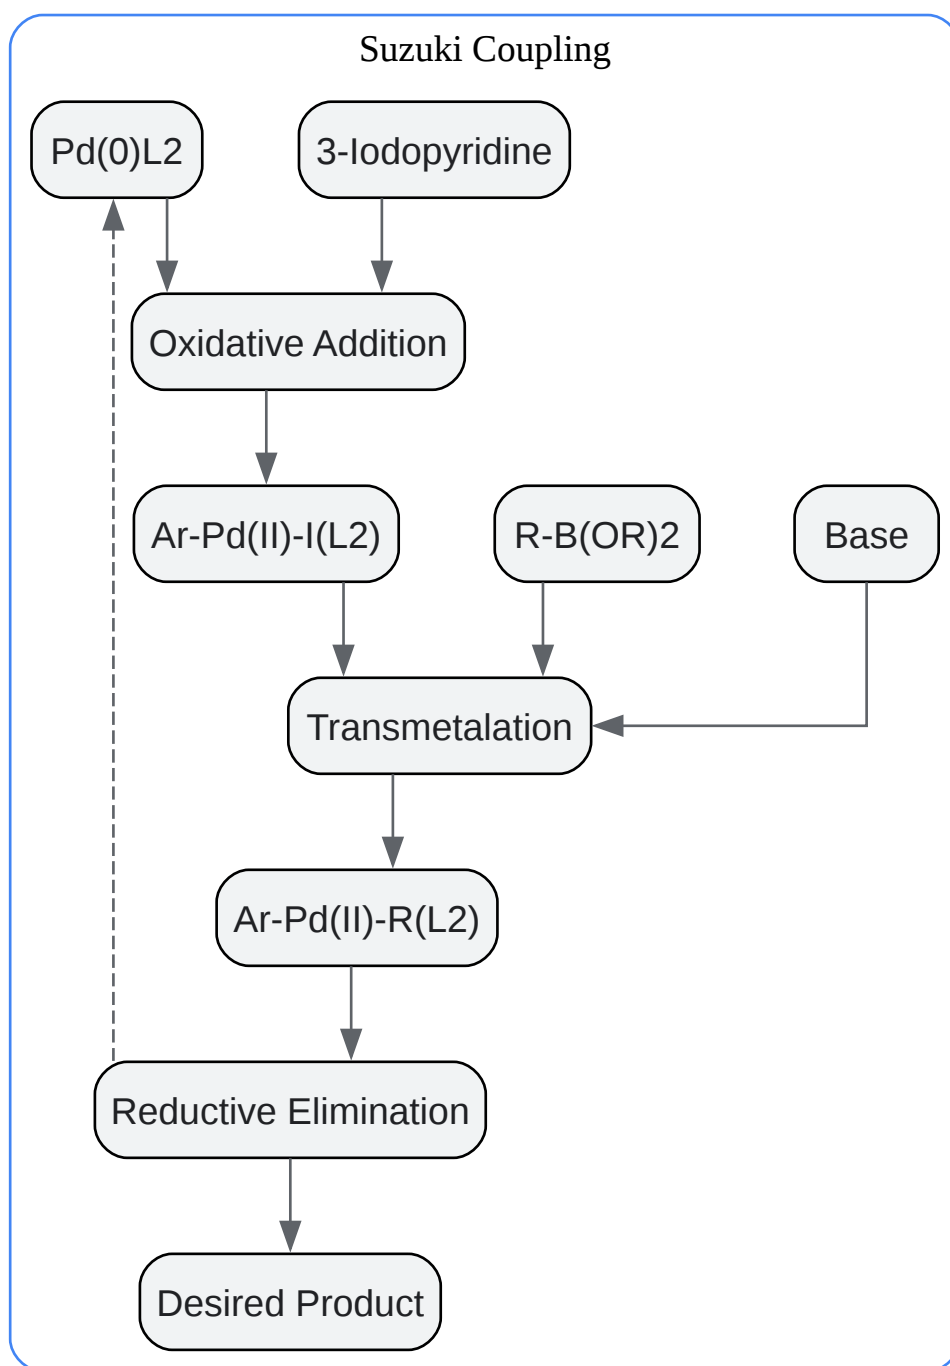 Suzuki Coupling
Pd(0)L2
3-Iodopyridine
Oxidative Addition
Ar-Pd(II)-I(L2)
R-B(OR)2
Base
Transmetalation
Ar-Pd(II)-R(L2)
Reductive Elimination
Desired Product